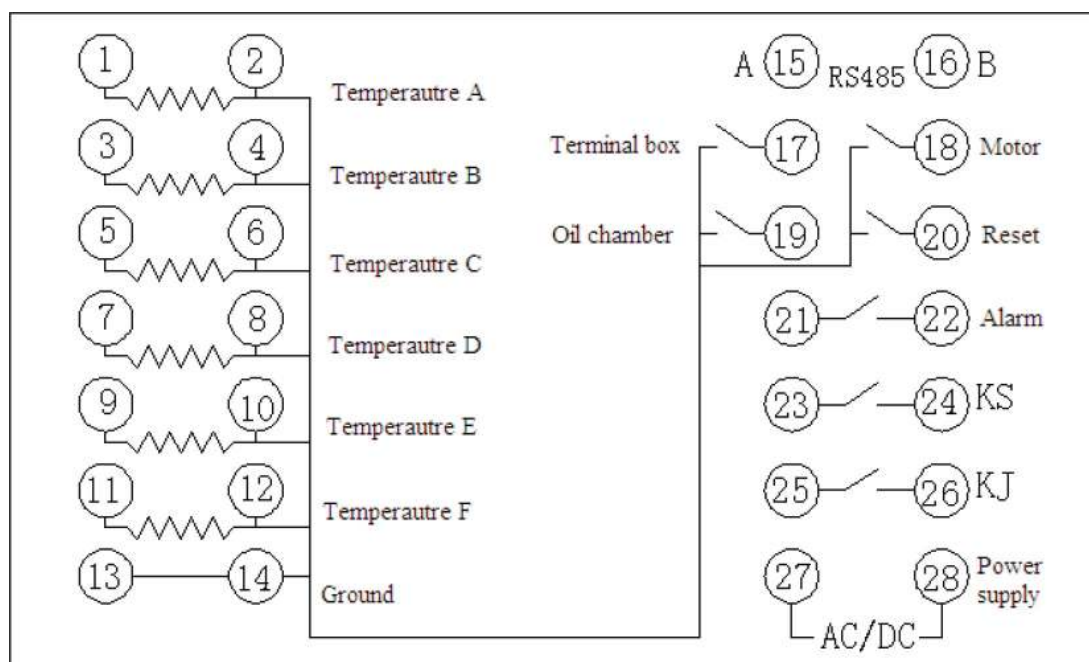 1 2
Temperautre A
3 4
Temperautre B
5 6
Temperautre C
7 8
Temperautre D
9 10
Temperautre E
11 12
Temperautre F
13 14
Ground
A 15 RS485 16 B
Terminal box 17 18 Motor
Oil chamber 19 20 Reset
21 22 Alarm
23 24 KS
25 26 KJ
27 28 Power
supply
AC/DC